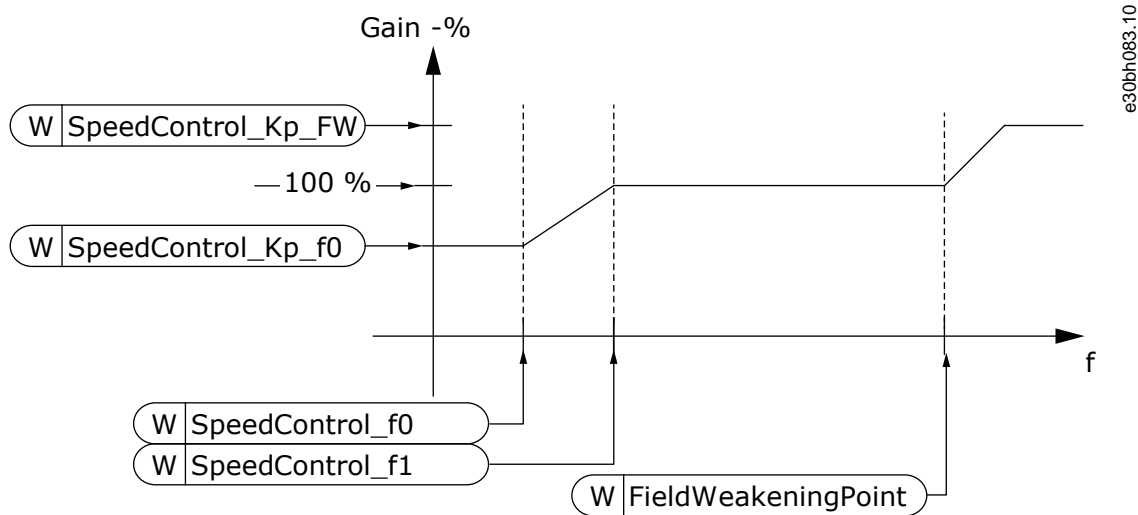 Gain -%
e30bh083.10
W SpeedControl_Kp_FW
100 %
W SpeedControl_Kp_f0
f
W SpeedControl_f0
W SpeedControl_f1
W FieldWeakeningPoint